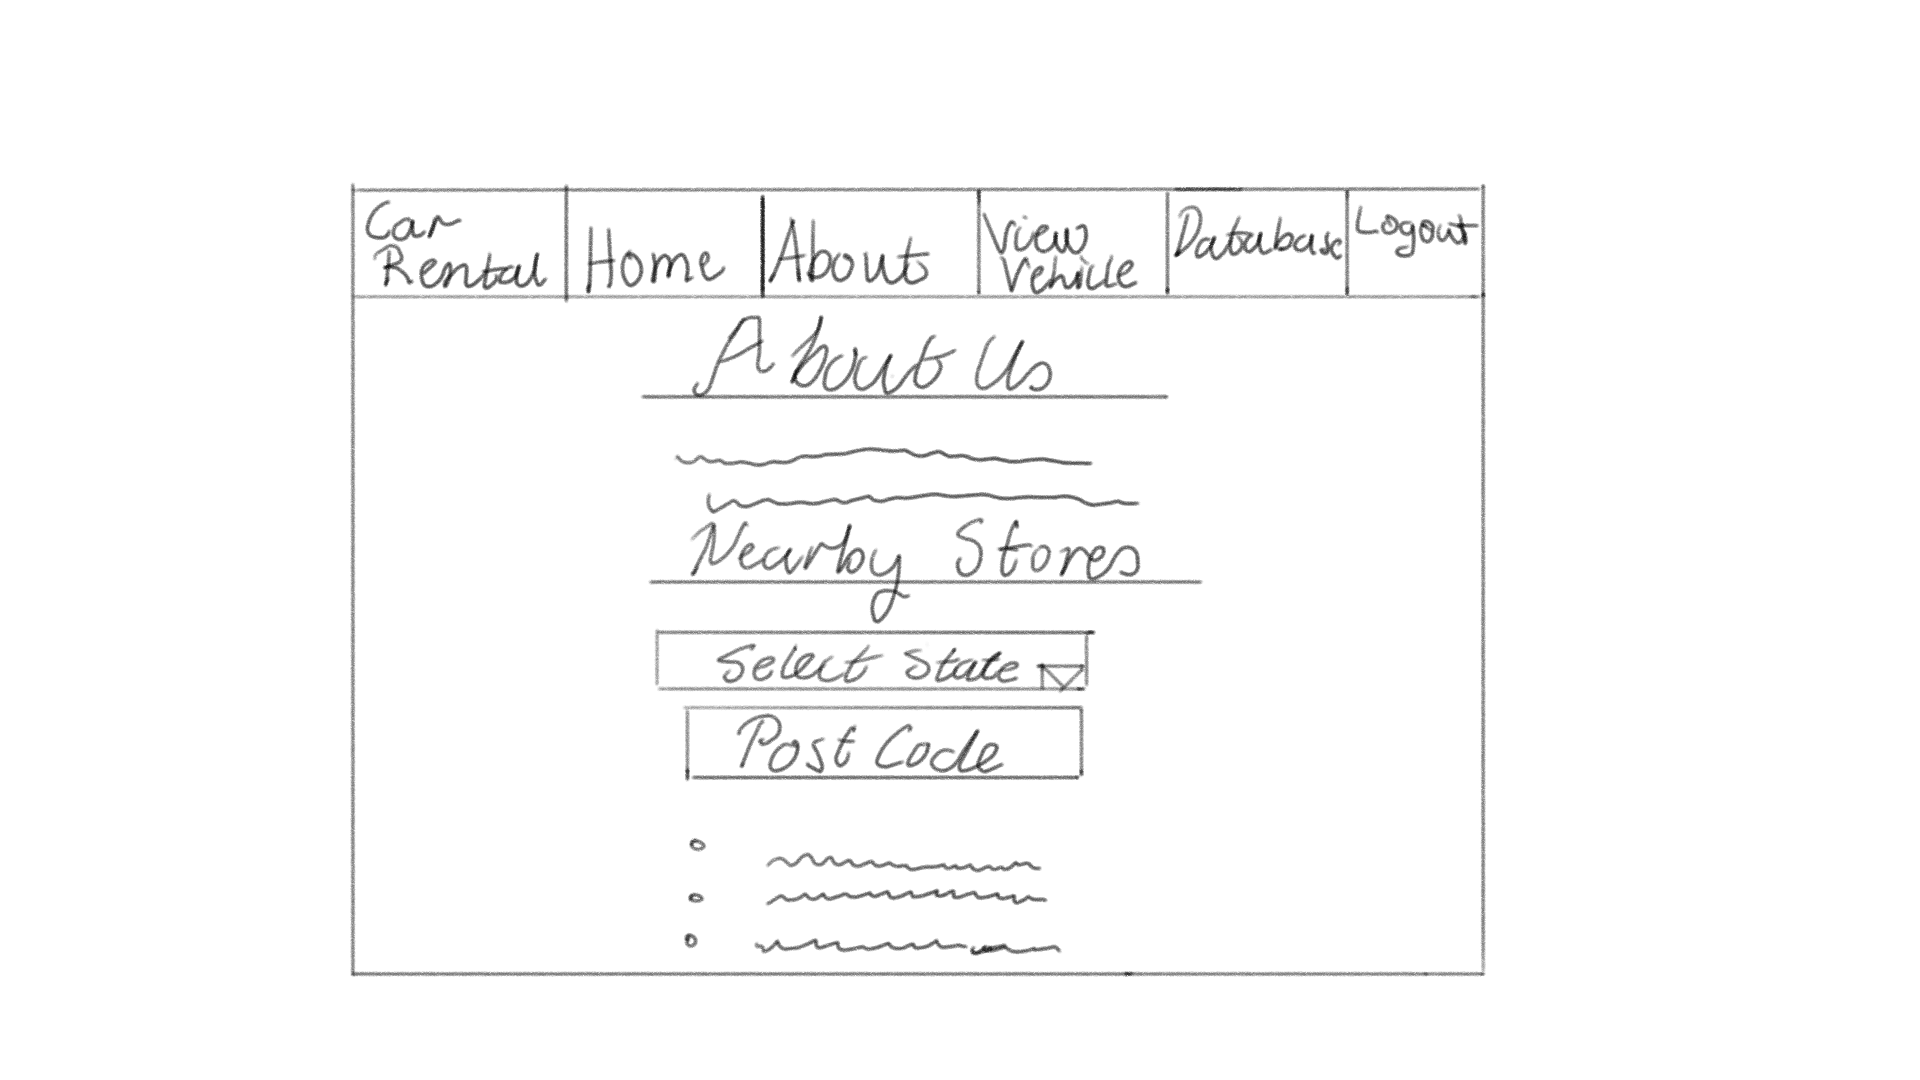 Car
Rental
Home
About
View
Vehicle
Database
Logout
About Us
Nearby Stores
Select State
Post Code